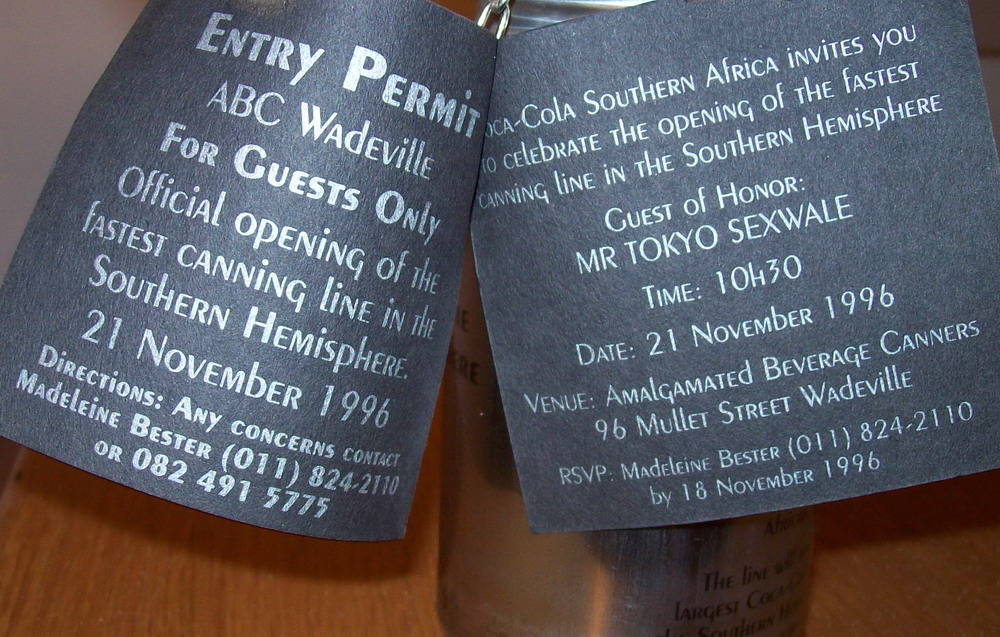 Entry Permit
ABC Wadeville
For Guests Only
Official opening of the
fastest canning line in the
Southern Hemisphere.
21 November 1996
Directions: Any concerns contact
Madeleine Bester (011) 824-2110
or 082 491 5775
oca-Cola Southern Africa invites you
to celebrate the opening of the fastest
canning line in the Southern Hemisphere
Guest of Honor:
MR TOKYO SEXWALE
Time: 10h30
Date: 21 November 1996
Venue: Amalgamated Beverage Canners
96 Mullet Street Wadeville
RSVP: Madeleine Bester (011) 824-2110
by 18 November 1996
The line
largest Coca-C
Southern H